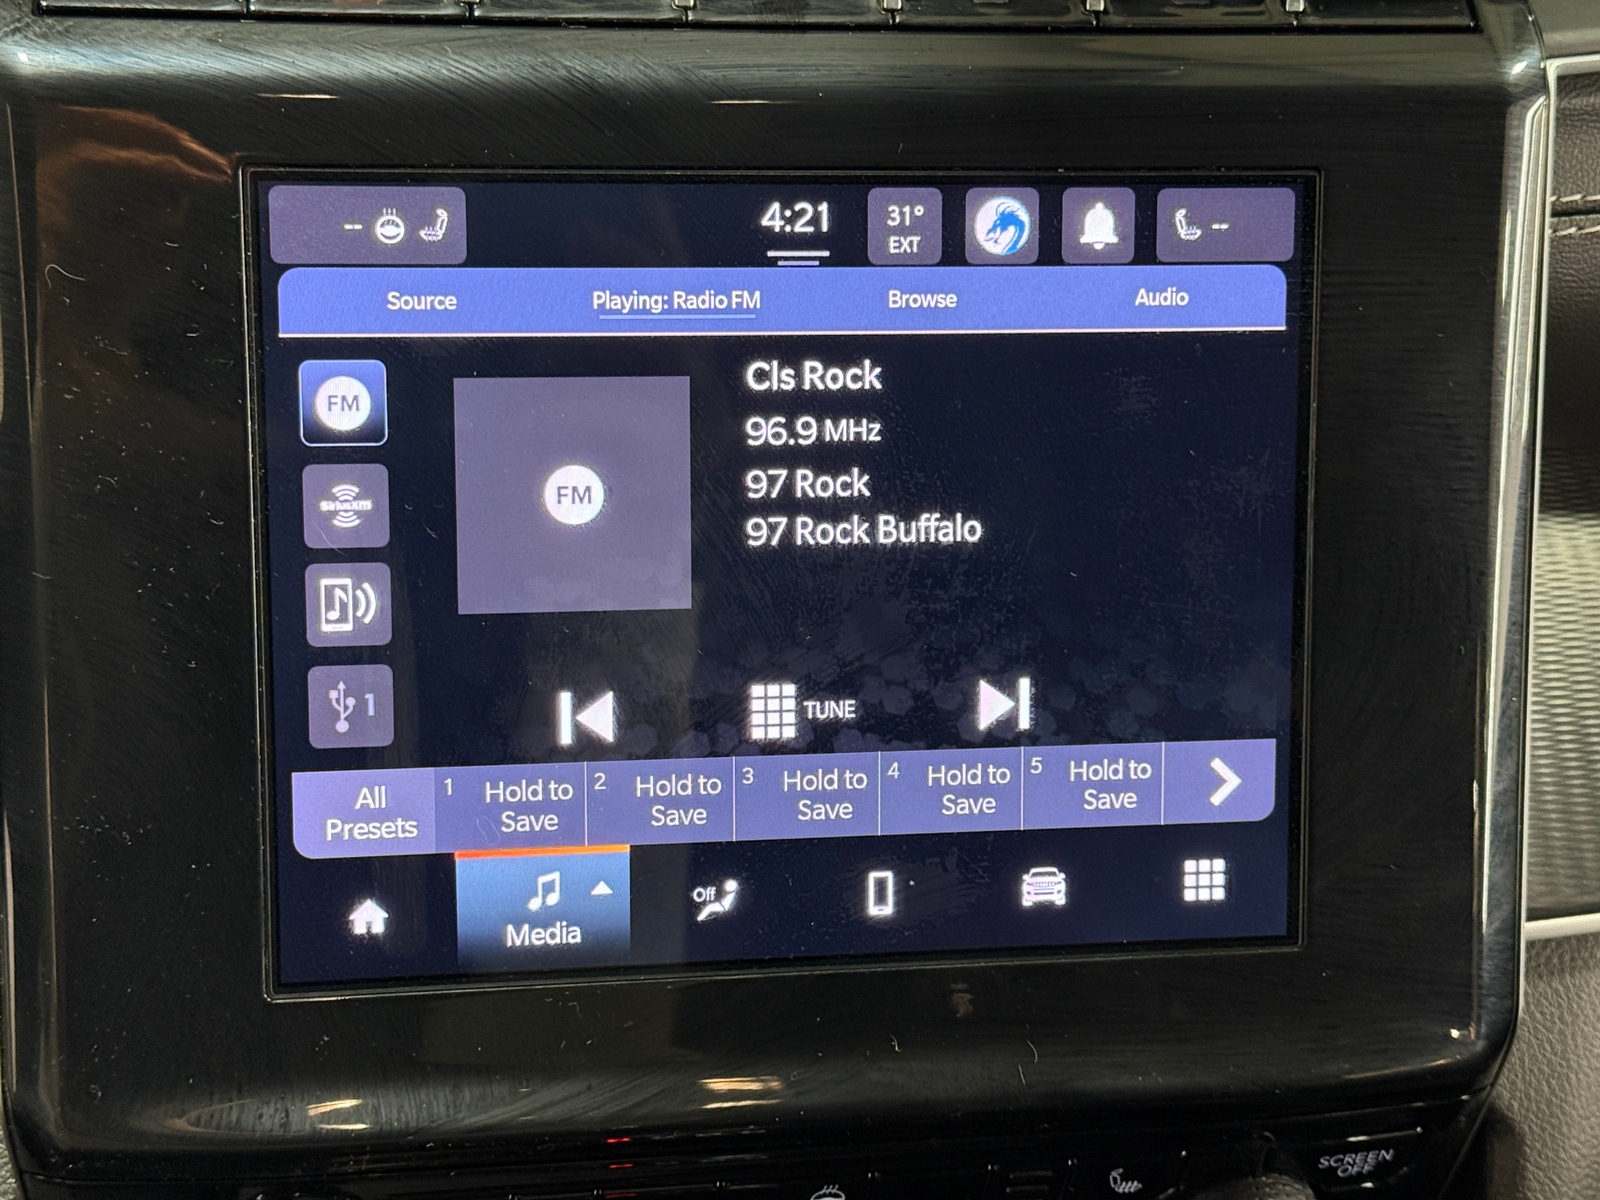 --
4:21
31°
EXT
--
Source
Playing: Radio FM
Browse
Audio
FM
SiriusXM
1
FM
Cls Rock
96.9 MHz
97 Rock
97 Rock Buffalo
TUNE
All
Presets
1
Hold to
Save
2
Hold to
Save
3
Hold to
Save
4
Hold to
Save
5
Hold to
Save
Media
Off
SCREEN
OFF